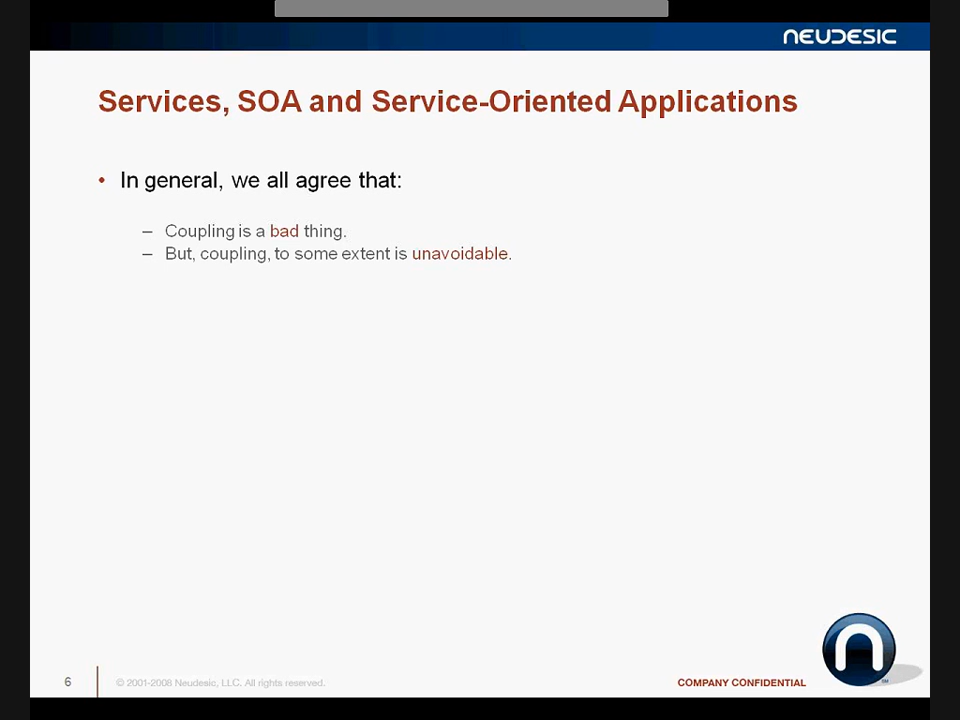 NEUDESIC
Services, SOA and Service-Oriented Applications
• In general, we all agree that:
– Coupling is a bad thing.
– But, coupling, to some extent is unavoidable.
6
© 2001-2008 Neudesic, LLC. All rights reserved.
COMPANY CONFIDENTIAL
n
SM